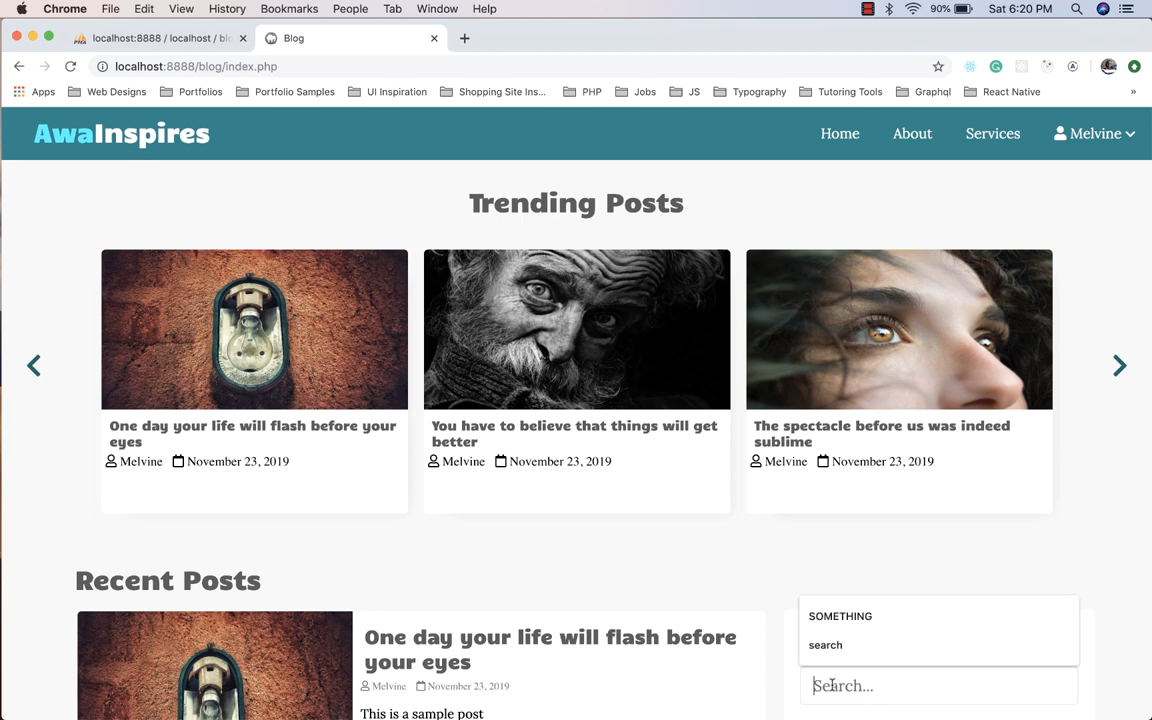 Chrome File Edit View History Bookmarks People Tab Window Help 90% Sat 6:20 PM
localhost:8888 / localhost / blo Blog
localhost:8888/blog/index.php
Apps Web Designs Portfolios Portfolio Samples UI Inspiration Shopping Site Ins... PHP Jobs JS Typography Tutoring Tools Graphql React Native »
AwaInspires Home About Services Melvine
Trending Posts
One day your life will flash before your
eyes
Melvine November 23, 2019
You have to believe that things will get
better
Melvine November 23, 2019
The spectacle before us was indeed
sublime
Melvine November 23, 2019
Recent Posts
One day your life will flash before
your eyes
Melvine November 23, 2019
This is a sample post
SOMETHING
search
Search...